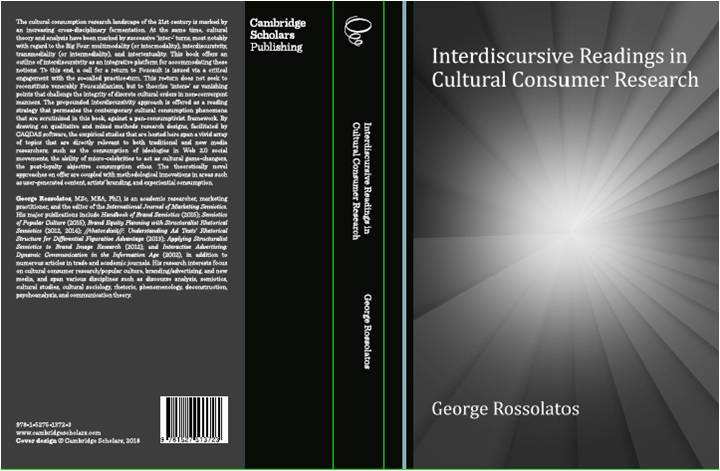 The cultural consumption research landscape of the 21st century is marked by
an increasing cross-disciplinary fermentation. At the same time, cultural
theory and analysis have been marked by successive 'inter-' turns, most notably
with regard to the Big Four: multimodality (or intermodality), interdiscursivity,
transmediality (or intermediality), and intertextuality. This book offers an
outline of interdiscursivity as an integrative platform for accommodating these
notions. To this end, a call for a return to Foucault is issued via a critical
engagement with the so-called practice-turn. This re-turn does not seek to
reconstitute venerably Foucauldianism, but to theorize 'inters-' as vanishing
points that challenge the integrity of discrete cultural orders in non-convergent
manners. The propounded interdiscursivity approach is offered as a reading
strategy that permeates the contemporary cultural consumption phenomena
that are scrutinized in this book, against a pan-consumptivist framework. By
drawing on qualitative and mixed methods research designs, facilitated by
CAQDAS software, the empirical studies that are hosted here span a vivid array
of topics that are directly relevant to both traditional and new media
researchers, such as the consumption of ideologies in Web 2.0 social
movements, the ability of micro-celebrities to act as cultural game-changers,
the post-loyalty abjective consumption ethos. The theoretically novel
approaches on offer are coupled with methodological innovations in areas such
as user-generated content, artists' branding, and experiential consumption.
George Rossolatos, MSc, MBA, PhD, is an academic researcher, marketing
practitioner, and the editor of the International Journal of Marketing Semiotics.
His major publications include Handbook of Brand Semiotics (2015); Semiotics
of Popular Culture (2015); Brand Equity Planning with Structuralist Rhetorical
Semiotics (2012, 2014); //rhetor.dixit//: Understanding Ad Texts' Rhetorical
Structure for Differential Figurative Advantage (2013); Applying Structuralist
Semiotics to Brand Image Research (2012); and Interactive Advertising:
Dynamic Communication in the Information Age (2002), in addition to
numerous articles in trade and academic journals. His research interests focus
on cultural consumer research/popular culture, branding/advertising, and new
media, and span various disciplines such as discourse analysis, semiotics,
cultural studies, cultural sociology, rhetoric, phenomenology, deconstruction,
psychoanalysis, and communication theory.
978-1-5275-1372-3
www.cambridgescholars.com
Cover design © Cambridge Scholars, 2018
9 781527 513723
Cambridge
Scholars
Publishing
Interdiscursive Readings in
Cultural Consumer Research
George Rossolatos
Interdiscursive Readings in
Cultural Consumer Research
George Rossolatos